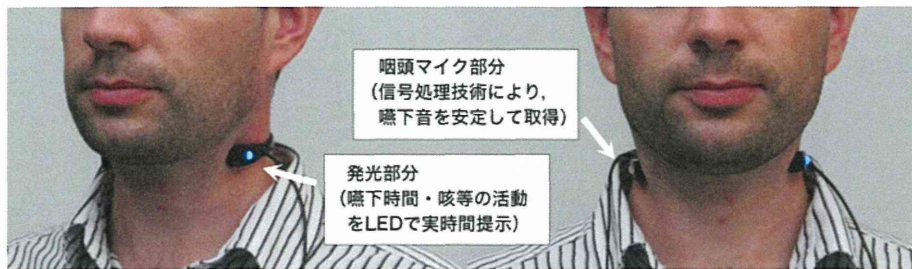 咽頭マイク部分
(信号処理技術により,
嚥下音を安定して取得)
発光部分
(嚥下時間・咳等の活動
をLEDで実時間提示)